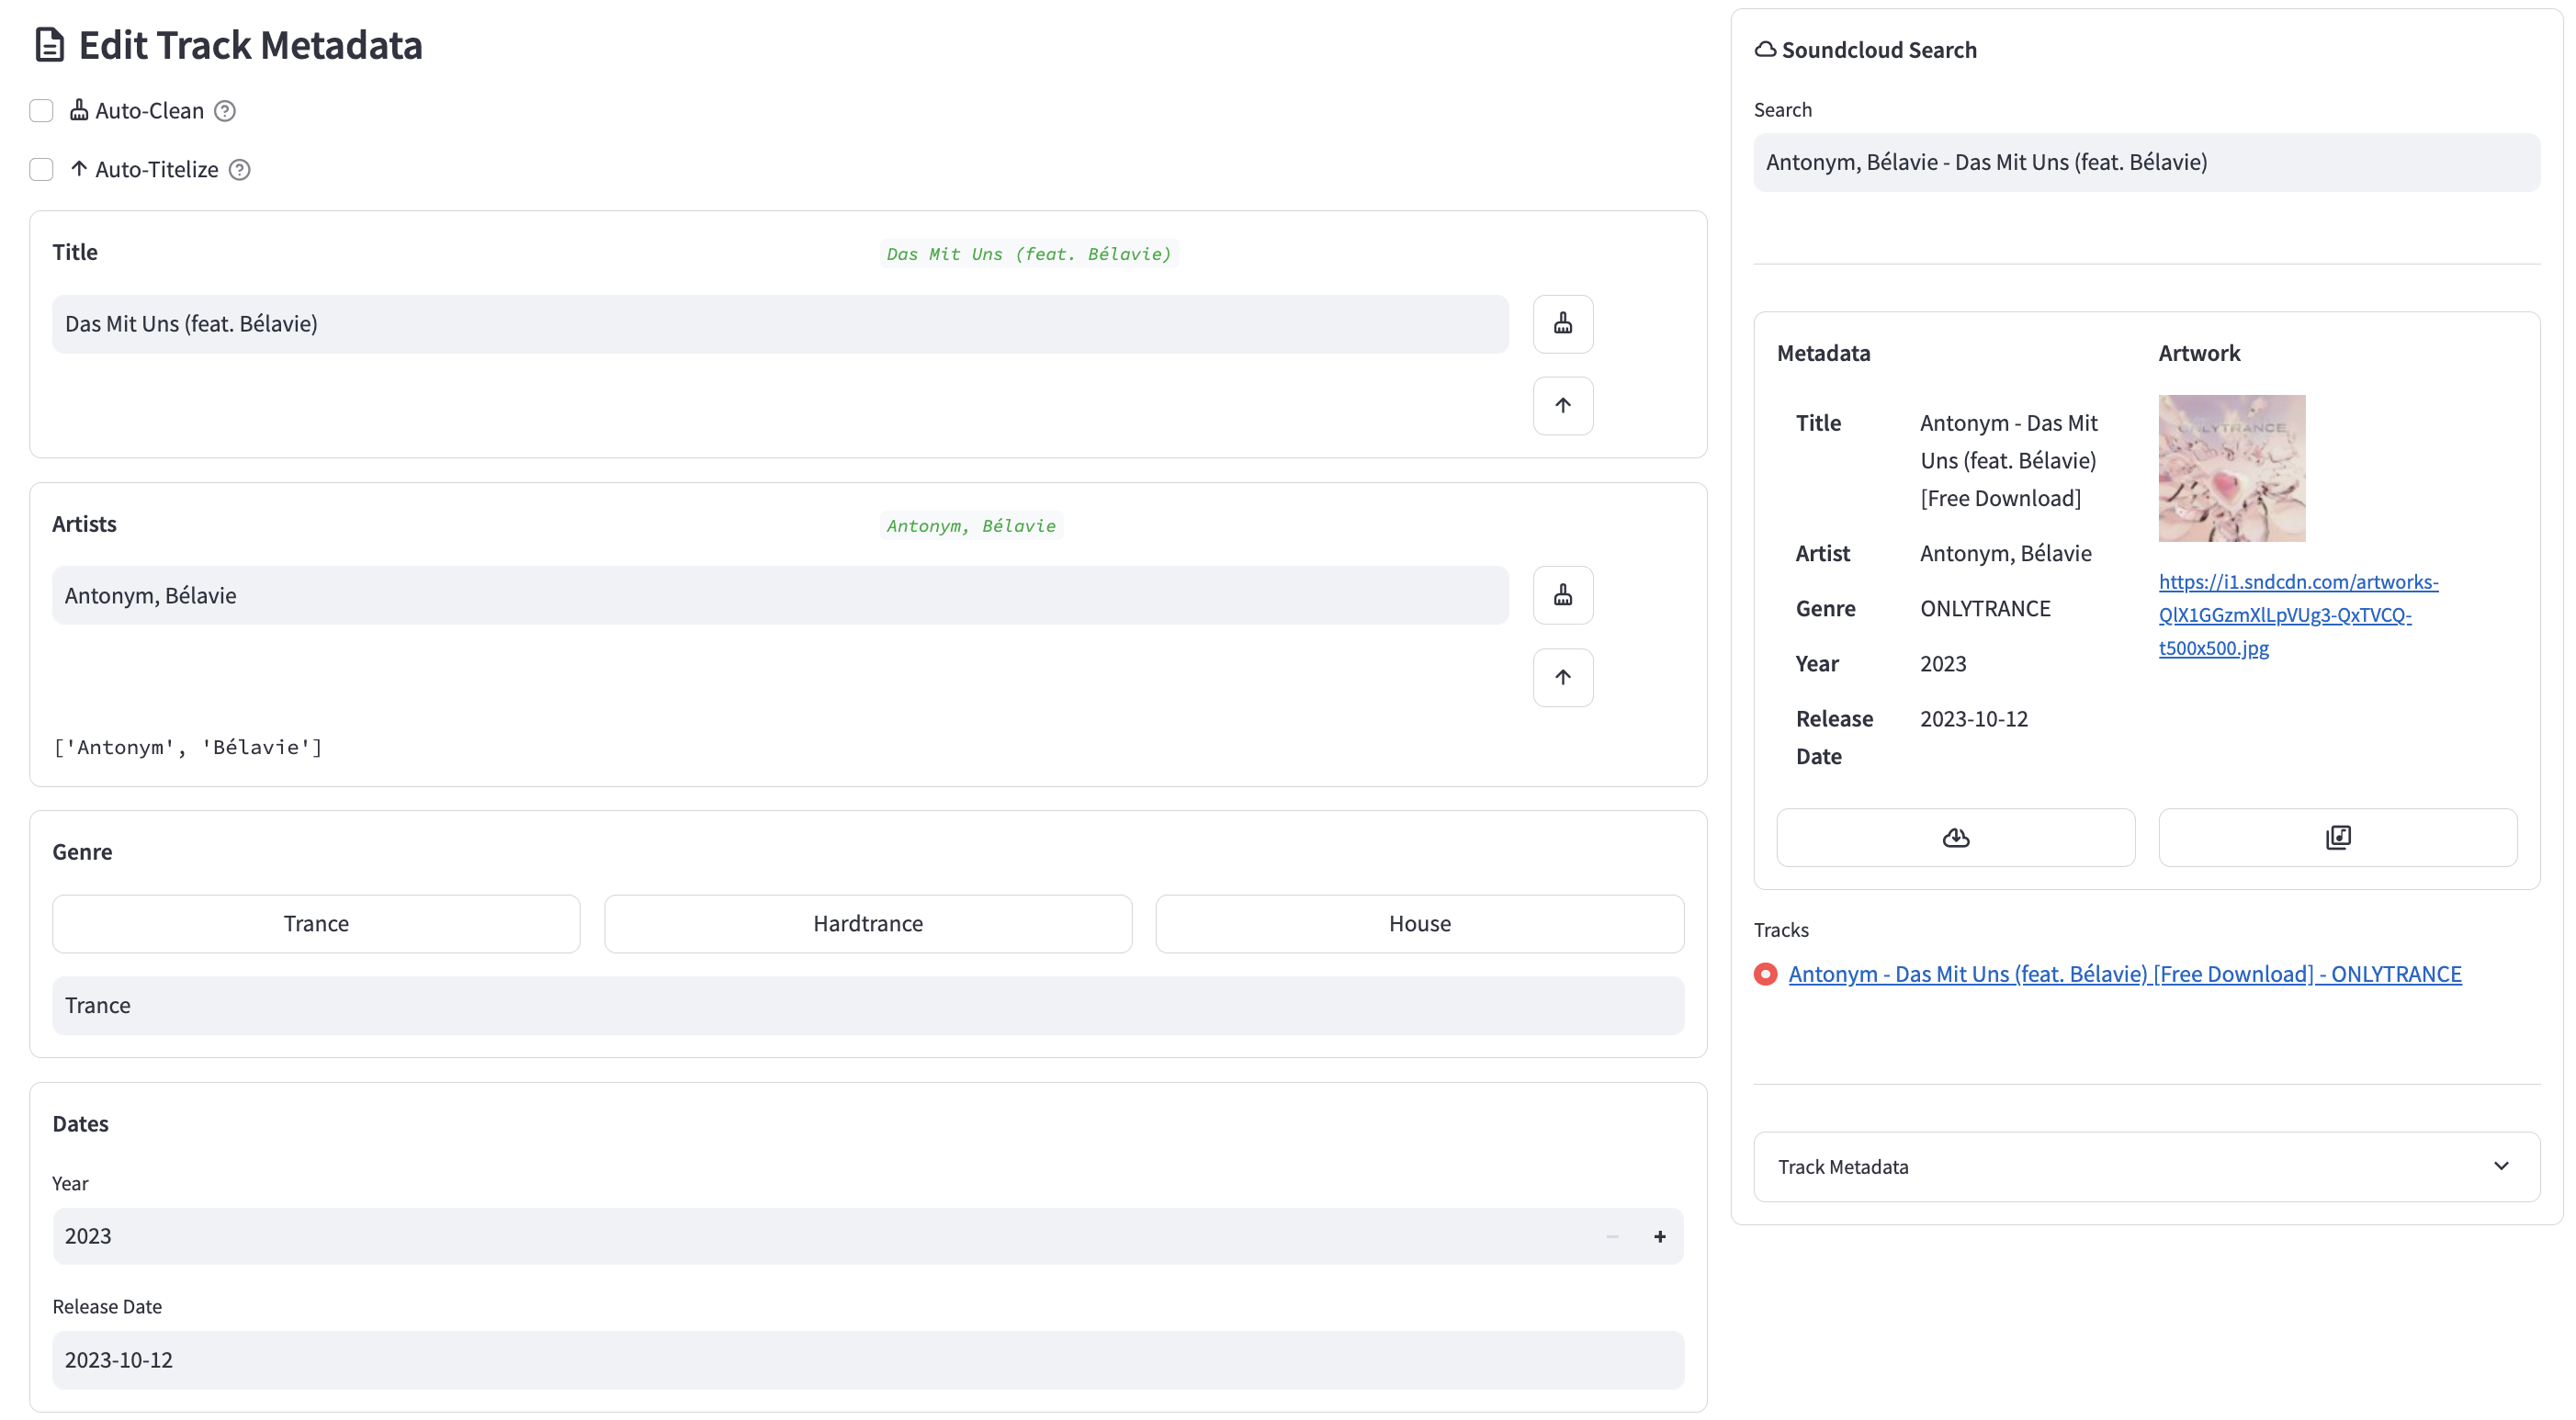 Edit Track Metadata
Auto-Clean
Auto-Titelize
Title
Das Mit Uns (feat. Bélavie)
Das Mit Uns (feat. Bélavie)
Artists
Antonym, Bélavie
Antonym, Bélavie
['Antonym', 'Bélavie']
Genre
Trance
Hardtrance
House
Trance
Dates
Year
2023
Release Date
2023-10-12
Soundcloud Search
Search
Antonym, Bélavie - Das Mit Uns (feat. Bélavie)
Metadata
Title
Antonym - Das Mit
Uns (feat. Bélavie)
[Free Download]
Artist
Antonym, Bélavie
Genre
ONLYTRANCE
Year
2023
Release
Date
2023-10-12
Artwork
ONLYTRANCE
https://i1.sndcdn.com/artworks-
QlX1GGzmXlLpVUg3-QxTVCQ-
t500x500.jpg
Tracks
Antonym - Das Mit Uns (feat. Bélavie) [Free Download] - ONLYTRANCE
Track Metadata